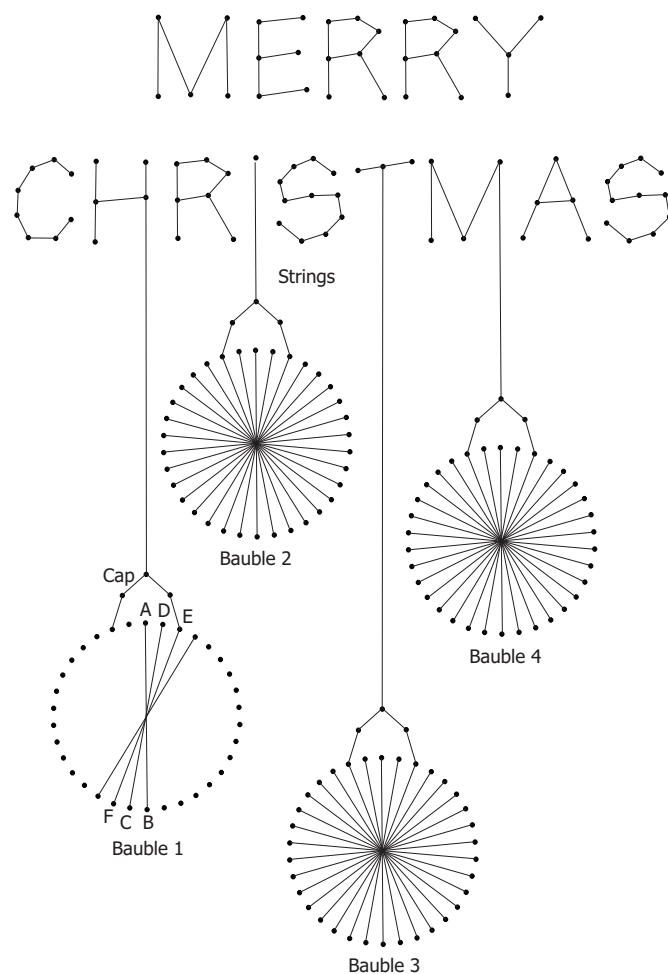 MERRY
CHRISTMAS
Strings
Bauble 2
Cap
A D E
Bauble 4
F C B
Bauble 1
Bauble 3